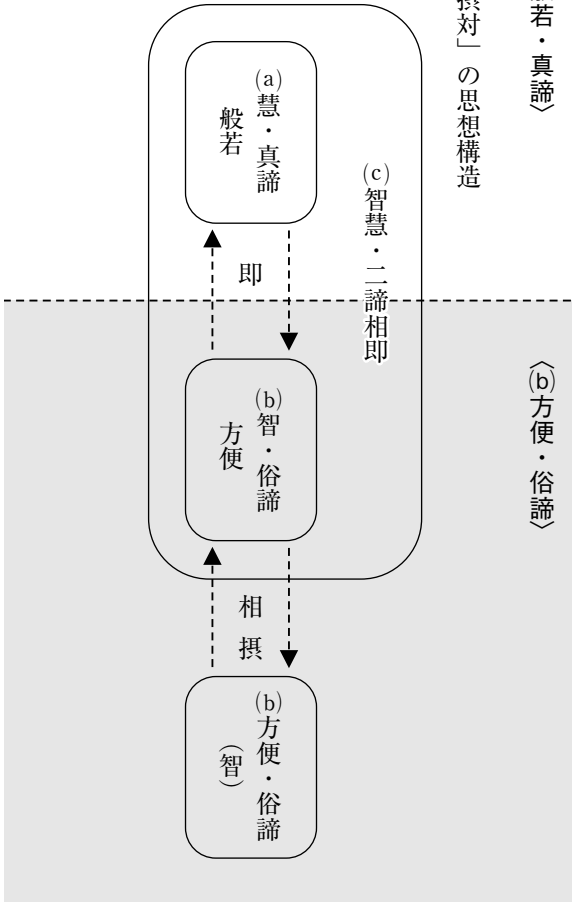 若・真諦〉
〈(b)方便・俗諦〉
摂対」の思想構造
(c)智慧・二諦相即
(a)慧・真諦
般若
即
(b)智・俗諦
方便
相摂
(b)方便・俗諦
(智)